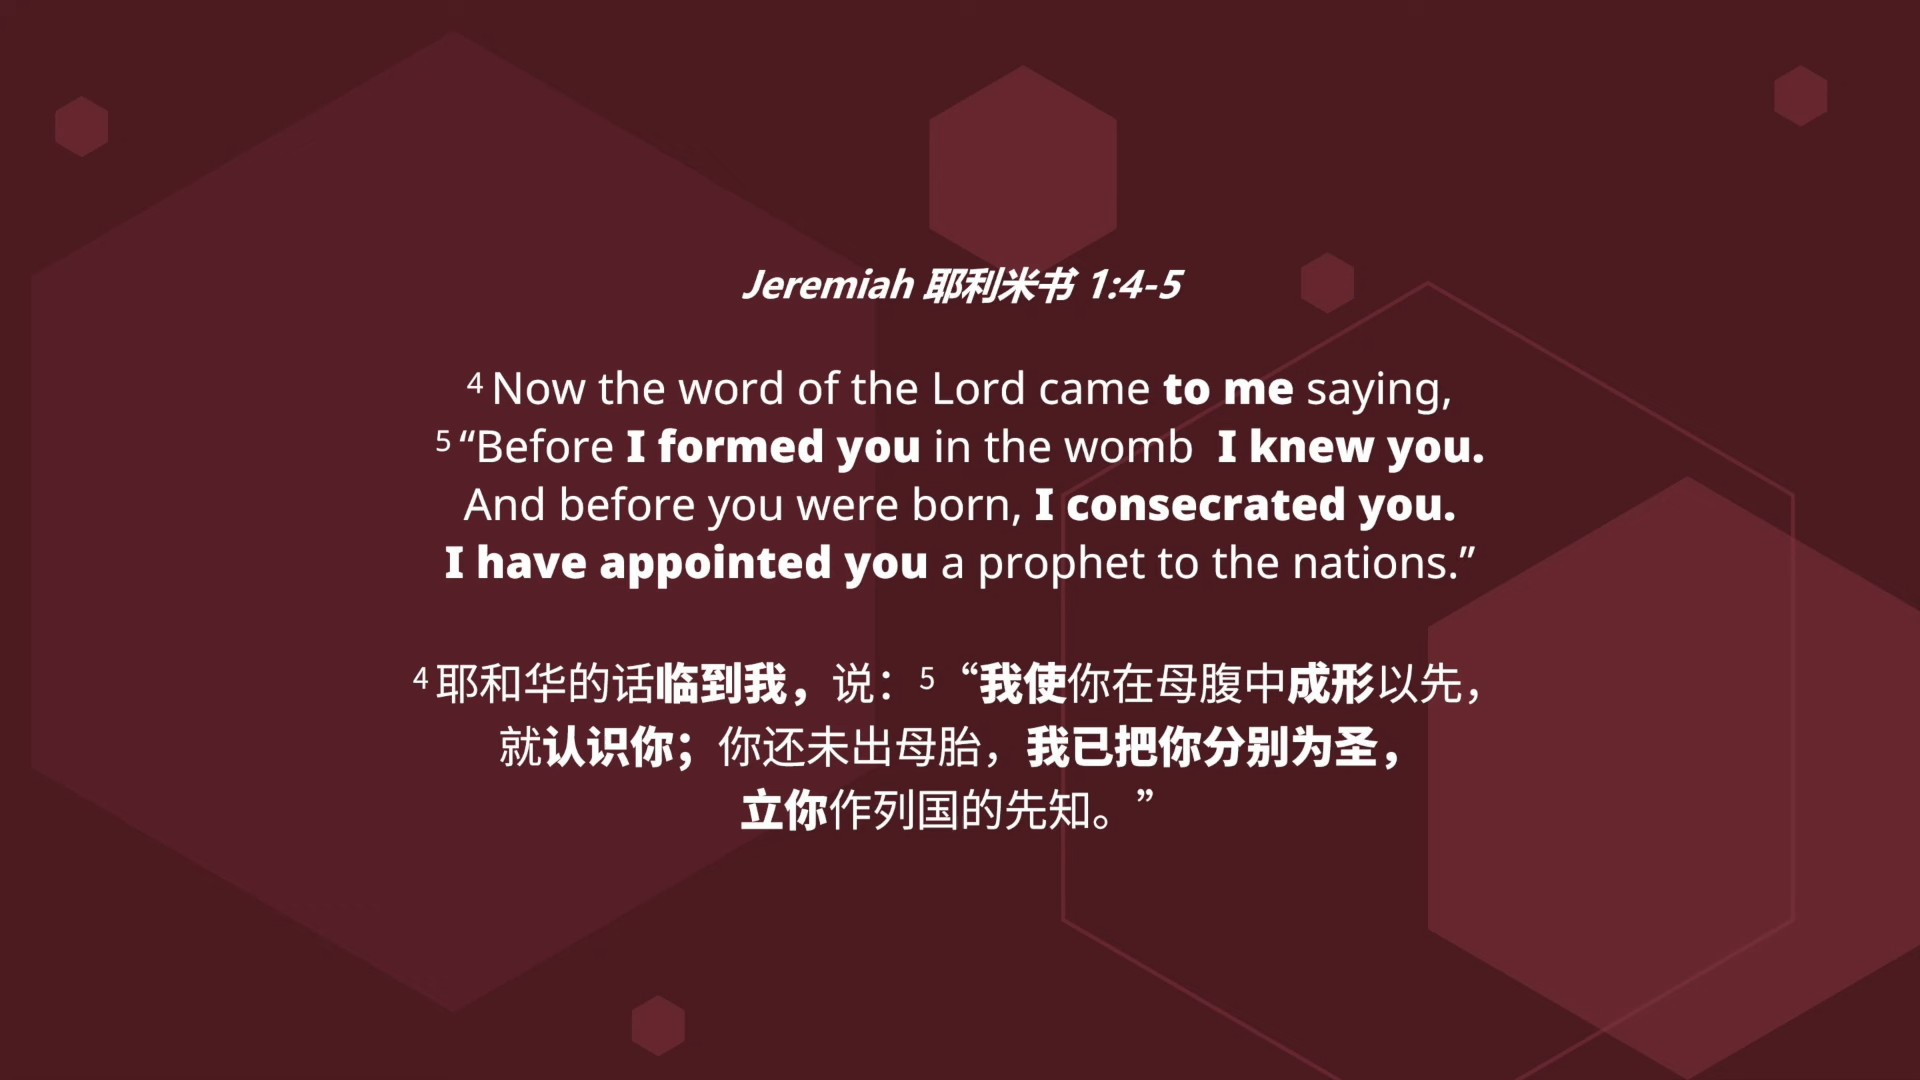 Jeremiah 耶利米书 1:4-5
4 Now the word of the Lord came to me saying,
5 “Before I formed you in the womb  I knew you.
And before you were born, I consecrated you.
I have appointed you a prophet to the nations.”
4 耶和华的话临到我，说：5“我使你在母腹中成形以先，
就认识你；你还未出母胎，我已把你分别为圣，
立你作列国的先知。”